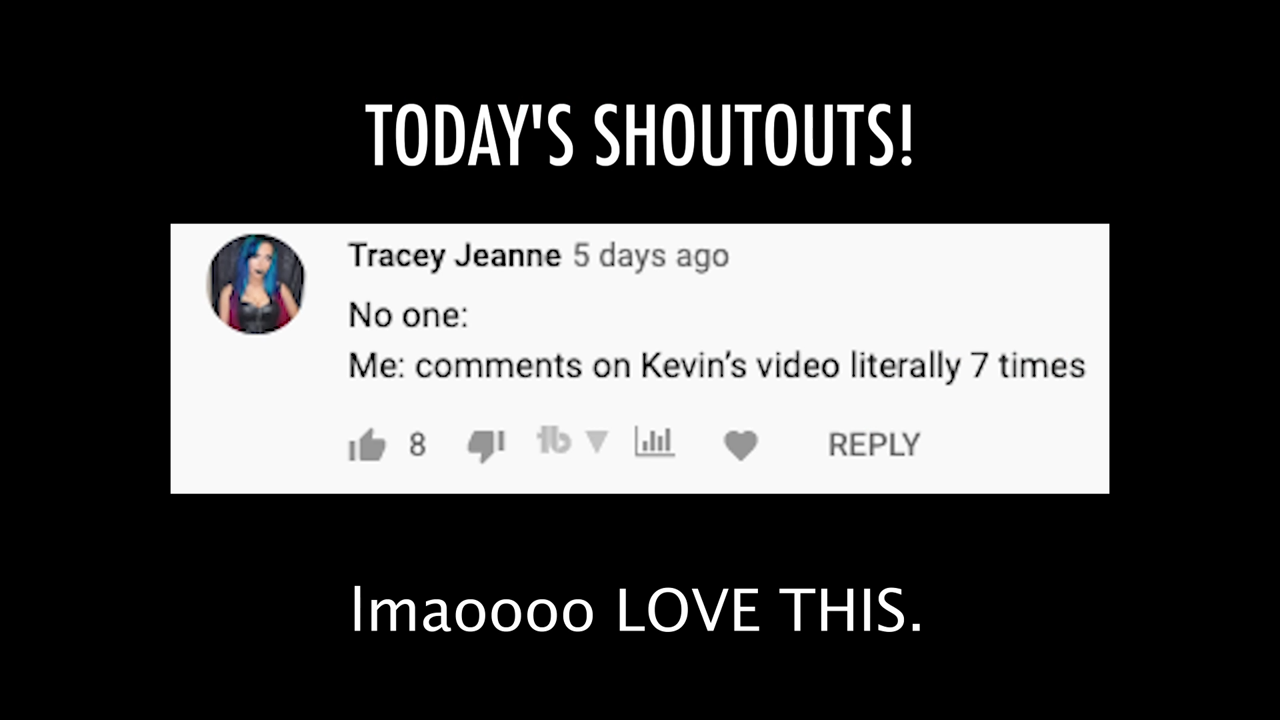 TODAY'S SHOUTOUTS!
Tracey Jeanne 5 days ago
No one:
Me: comments on Kevin’s video literally 7 times
8 tb REPLY
lmaoooo LOVE THIS.